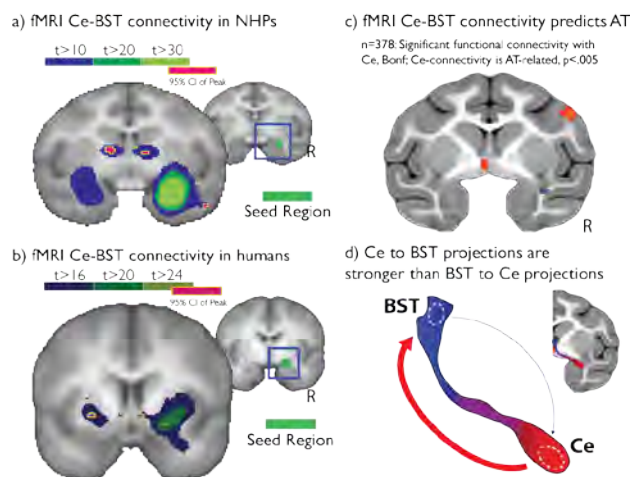 a) fMRI Ce-BST connectivity in NHPs
t>10 t>20 t>30
95% CI of Peak
R
Seed Region
b) fMRI Ce-BST connectivity in humans
t>16 t>20 t>24
95% CI of Peak
R
Seed Region
c) fMRI Ce-BST connectivity predicts AT
n=378: Significant functional connectivity with
Ce, Bonf; Ce-connectivity is AT-related, p<.005
R
d) Ce to BST projections are
stronger than BST to Ce projections
BST
Ce